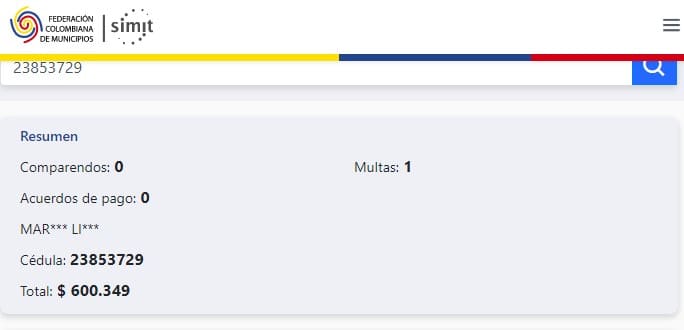 FEDERACIÓN
COLOMBIANA
DE MUNICIPIOS
simit
23853729
Resumen
Comparendos: 0
Multas: 1
Acuerdos de pago: 0
MAR*** LI***
Cédula: 23853729
Total: $ 600.349